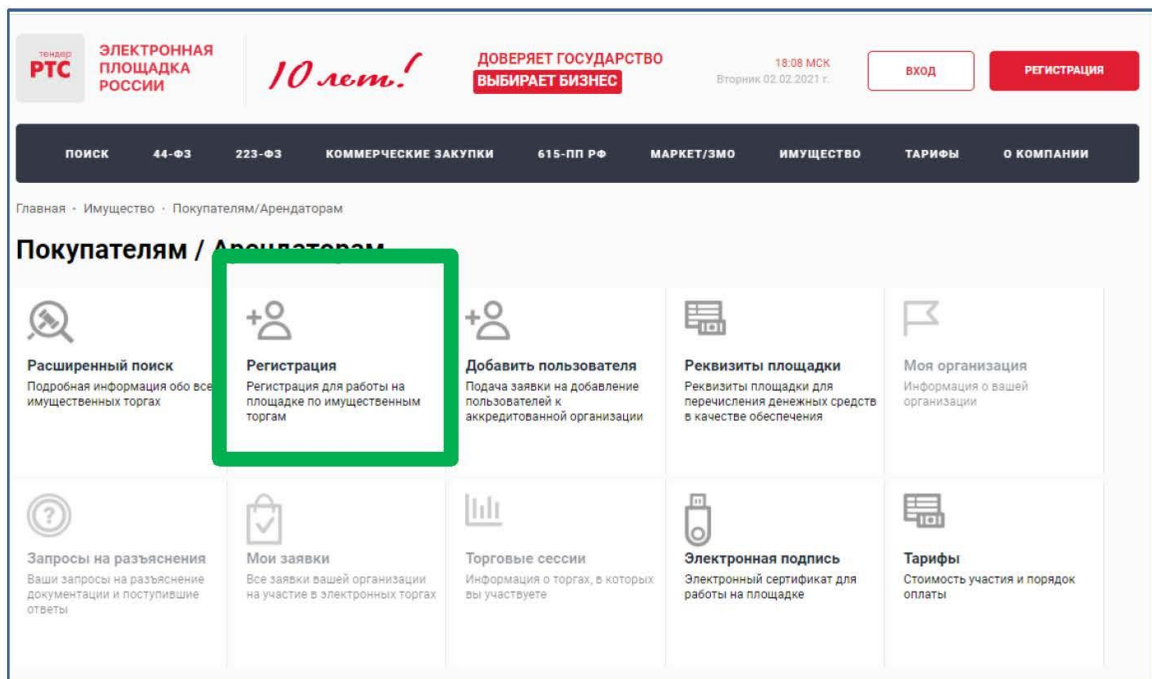 тендер
РТС
ЭЛЕКТРОННАЯ
ПЛОЩАДКА
РОССИИ
10 лет!
ДОВЕРЯЕТ ГОСУДАРСТВО
ВЫБИРАЕТ БИЗНЕС
18:08 МСК
Вторник 02.02.2021 г.
ВХОД
РЕГИСТРАЦИЯ
ПОИСК 44-ФЗ 223-ФЗ КОММЕРЧЕСКИЕ ЗАКУПКИ 615-ПП РФ МАРКЕТ/ЗМО ИМУЩЕСТВО ТАРИФЫ О КОМПАНИИ
Главная - Имущество · Покупателям/Арендаторам
Покупателям / Арендаторам
Расширенный поиск
Подробная информация обо все
имущественных торгах
Регистрация
Регистрация для работы на
площадке по имущественным
торгам
Добавить пользователя
Подача заявки на добавление
пользователей к
аккредитованной организации
Реквизиты площадки
Реквизиты площадки для
перечисления денежных средств
в качестве обеспечения
Моя организация
Информация о вашей
организации
Запросы на разъяснения
Ваши запросы на разъяснение
документации и поступившие
ответы
Мои заявки
Все заявки вашей организации
на участие в электронных торгах
Торговые сессии
Информация о торгах, в которых
вы участвуете
Электронная подпись
Электронный сертификат для
работы на площадке
Тарифы
Стоимость участия и порядок
оплаты